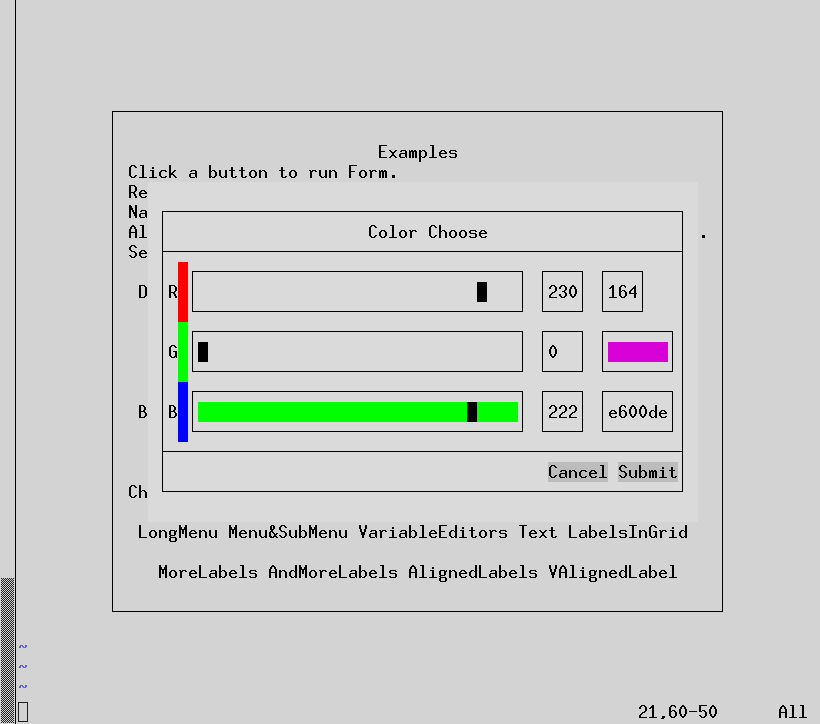 Examples
Click a button to run Form.
Re
Na
Al .
Se
Color Choose
D R 230 164
G 0
B B 222 e600de
Cancel Submit
Ch
LongMenu Menu&SubMenu VariableEditors Text LabelsInGrid
MoreLabels AndMoreLabels AlignedLabels VAlignedLabel
~
~
~
21,60-50 All